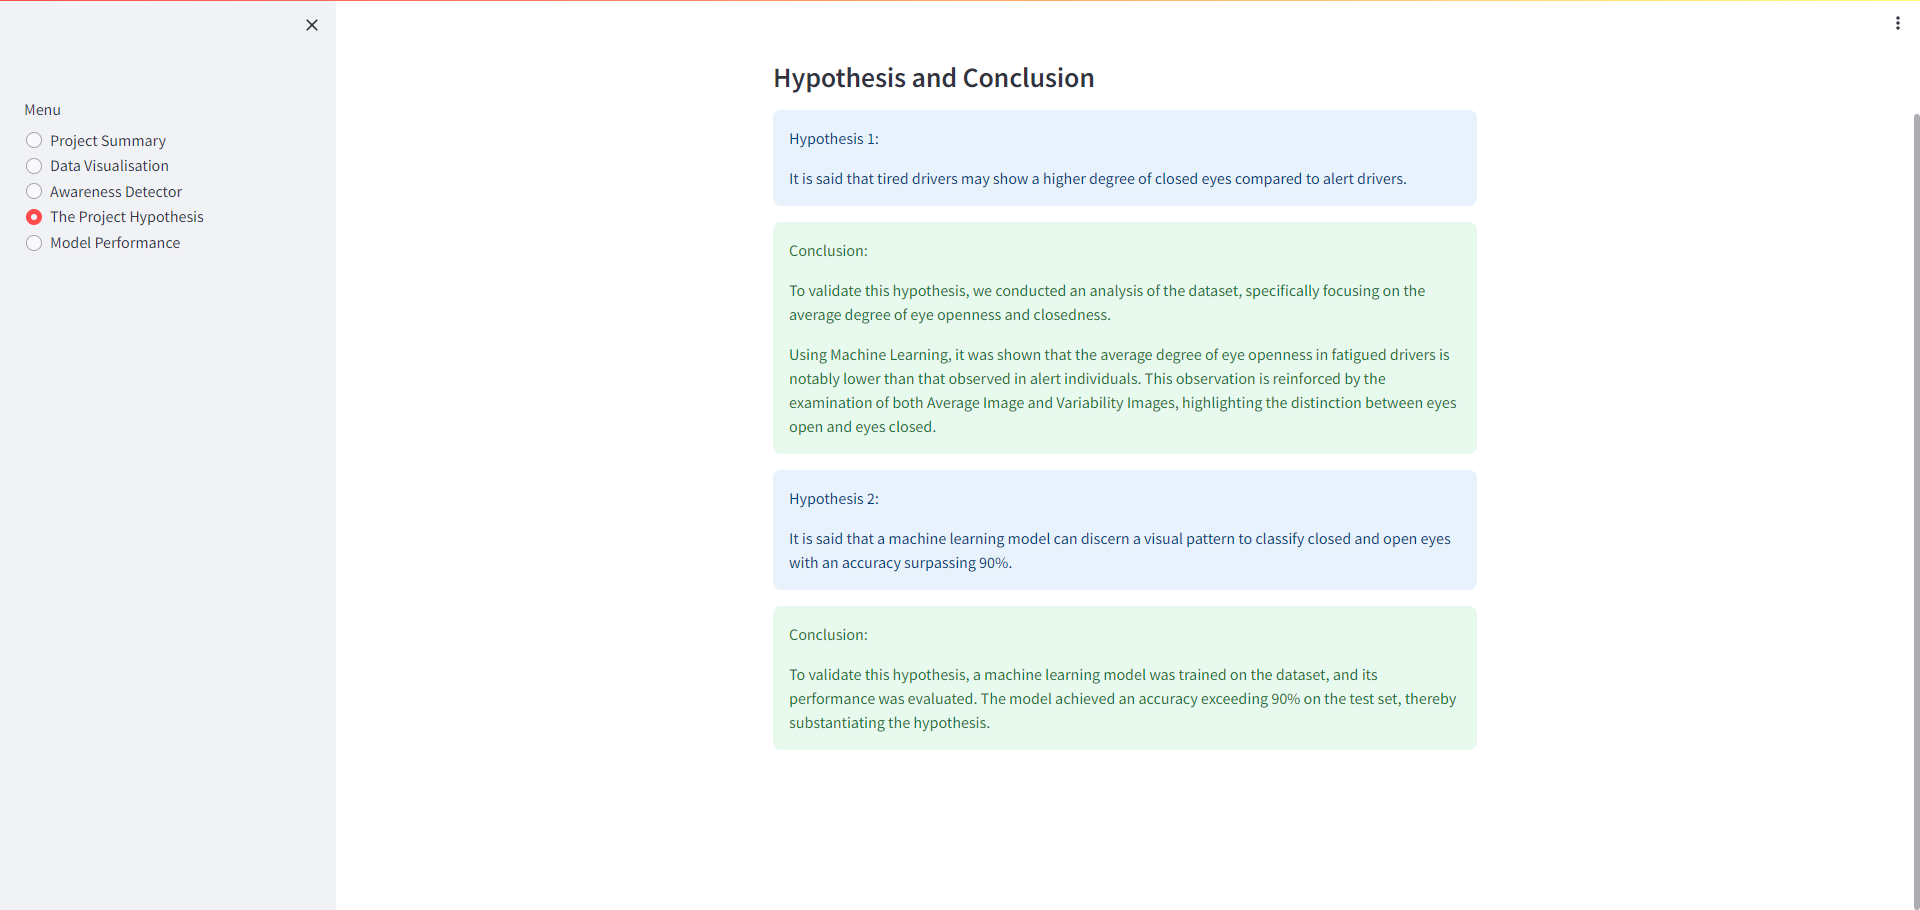 Menu
Project Summary
Data Visualisation
Awareness Detector
The Project Hypothesis
Model Performance
Hypothesis and Conclusion
Hypothesis 1:
It is said that tired drivers may show a higher degree of closed eyes compared to alert drivers.
Conclusion:
To validate this hypothesis, we conducted an analysis of the dataset, specifically focusing on the
average degree of eye openness and closedness.
Using Machine Learning, it was shown that the average degree of eye openness in fatigued drivers is
notably lower than that observed in alert individuals. This observation is reinforced by the
examination of both Average Image and Variability Images, highlighting the distinction between eyes
open and eyes closed.
Hypothesis 2:
It is said that a machine learning model can discern a visual pattern to classify closed and open eyes
with an accuracy surpassing 90%.
Conclusion:
To validate this hypothesis, a machine learning model was trained on the dataset, and its
performance was evaluated. The model achieved an accuracy exceeding 90% on the test set, thereby
substantiating the hypothesis.